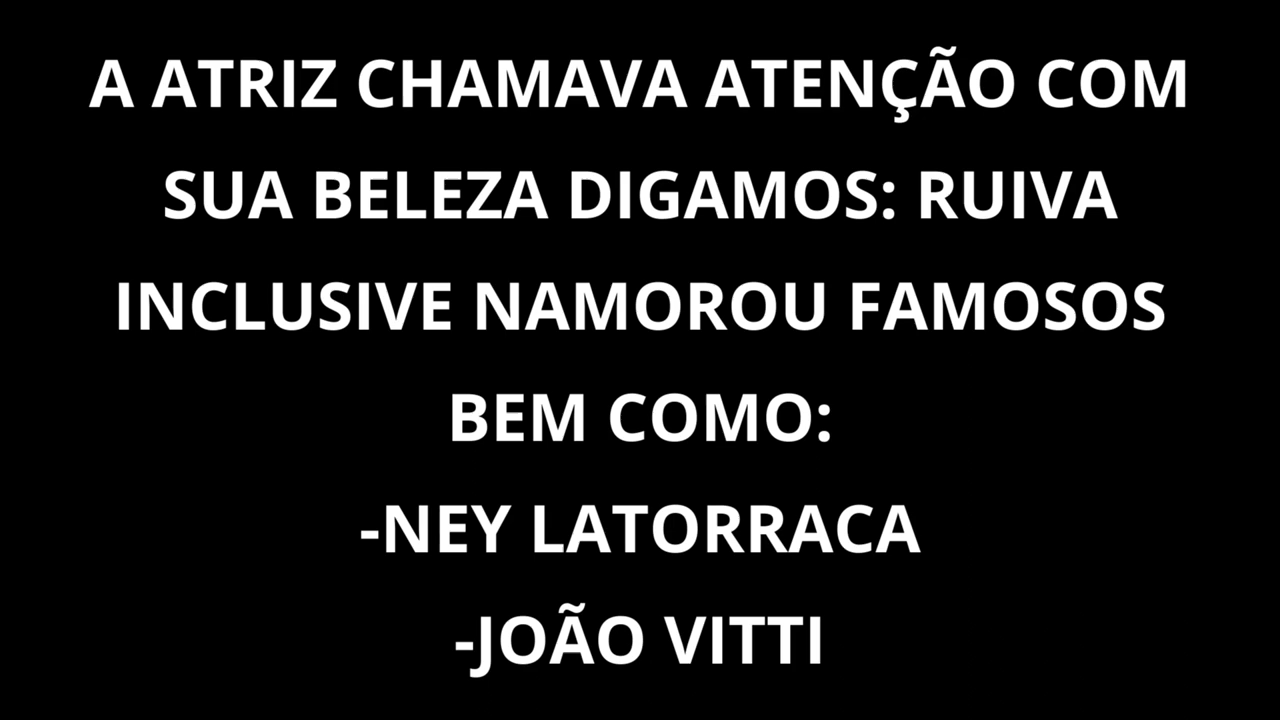 A ATRIZ CHAMAVA ATENÇÃO COM
SUA BELEZA DIGAMOS: RUIVA
INCLUSIVE NAMOROU FAMOSOS
BEM COMO:
-NEY LATORRACA
-JOÃO VITTI